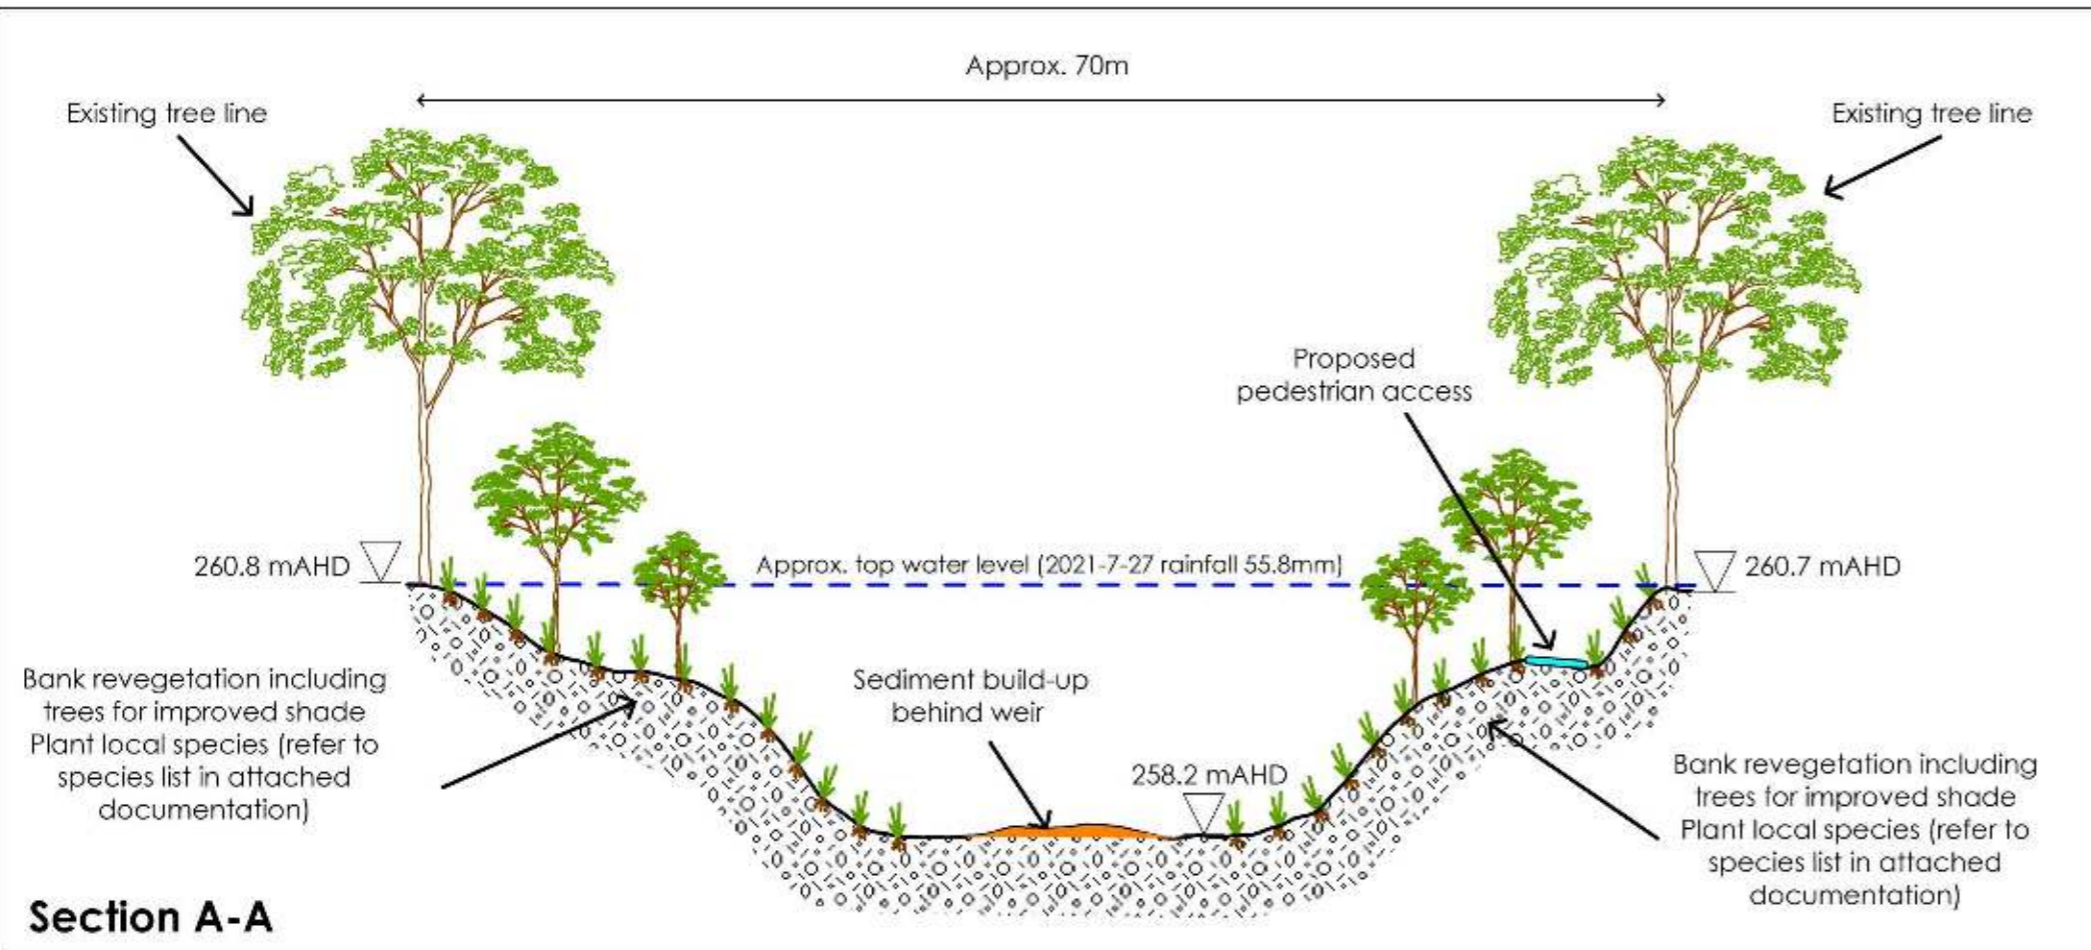 Approx. 70m
Existing tree line
Existing tree line
Proposed
pedestrian access
260.8 mAHD
Approx. top water level (2021-7-27 rainfall 55.8mm)
260.7 mAHD
Bank revegetation including
trees for improved shade
Plant local species (refer to
species list in attached
documentation)
Sediment build-up
behind weir
258.2 mAHD
Bank revegetation including
trees for improved shade
Plant local species (refer to
species list in attached
documentation)
Section A-A